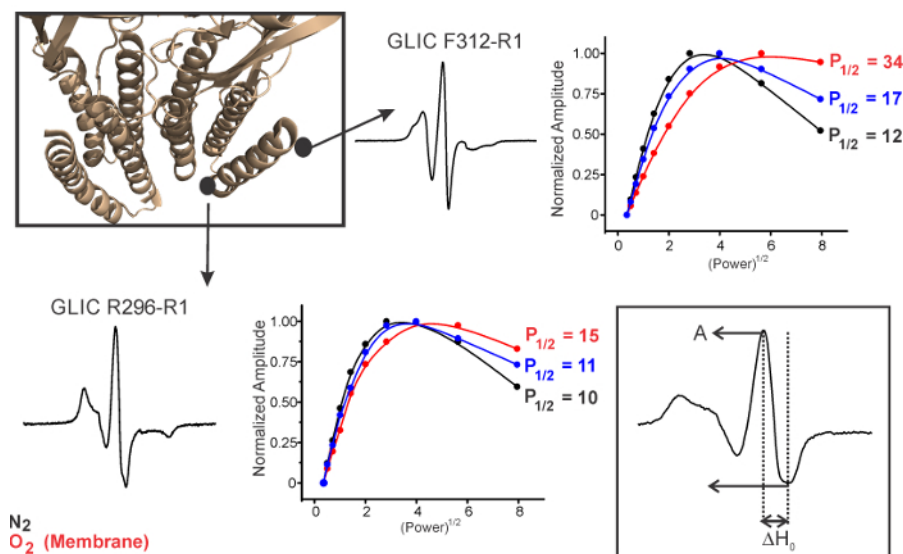 GLIC F312-R1
Normalized Amplitude
1.00
0.75
0.50
0.25
0
P1/2 = 34
P1/2 = 17
P1/2 = 12
0 2 4 6 8
(Power)1/2
GLIC R296-R1
Normalized Amplitude
1.00
0.75
0.50
0.25
0
P1/2 = 15
P1/2 = 11
P1/2 = 10
0 2 4 6 8
(Power)1/2
A
ΔH0
N2
O2 (Membrane)